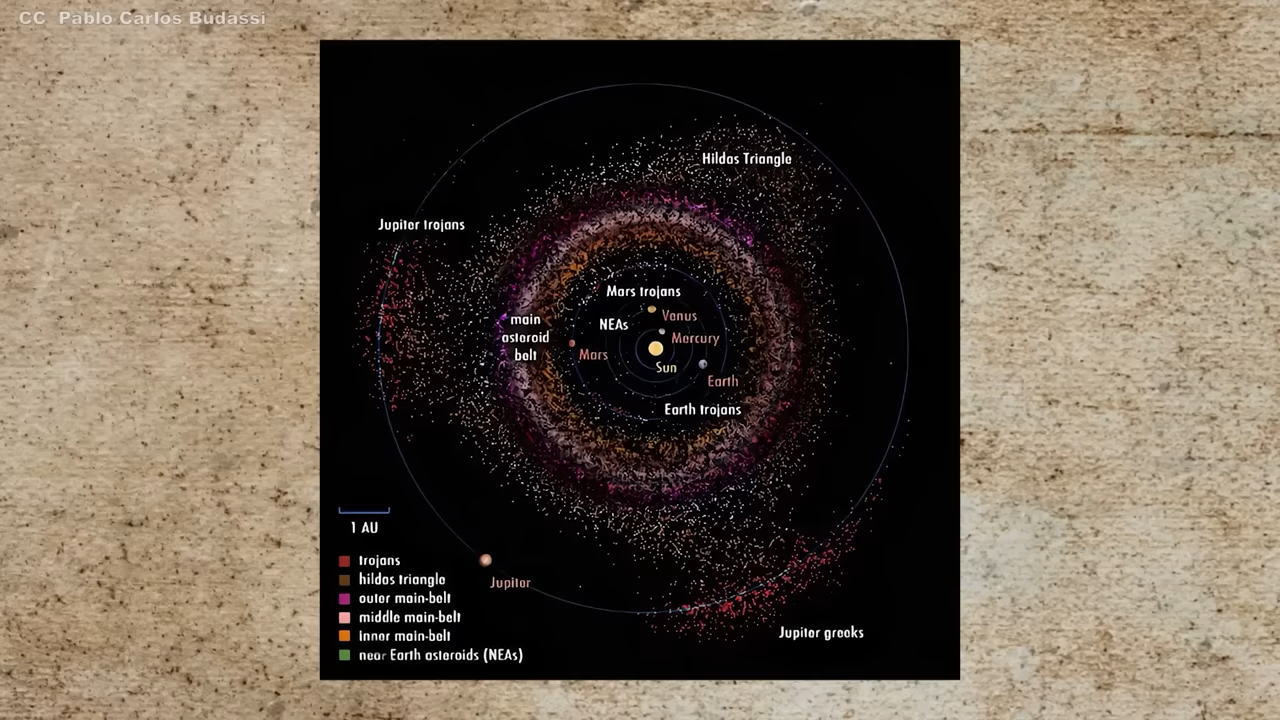 CC Pablo Carlos Budassi
Hildas Triangle
Jupiter trojans
Mars trojans
Venus
NEAs
Mercury
main
asteroid
belt
Mars
Sun
Earth
Earth trojans
1 AU
trojans
hildas triangle
outer main-belt
middle main-belt
inner main-belt
near Earth asteroids (NEAs)
Jupiter
Jupiter greeks